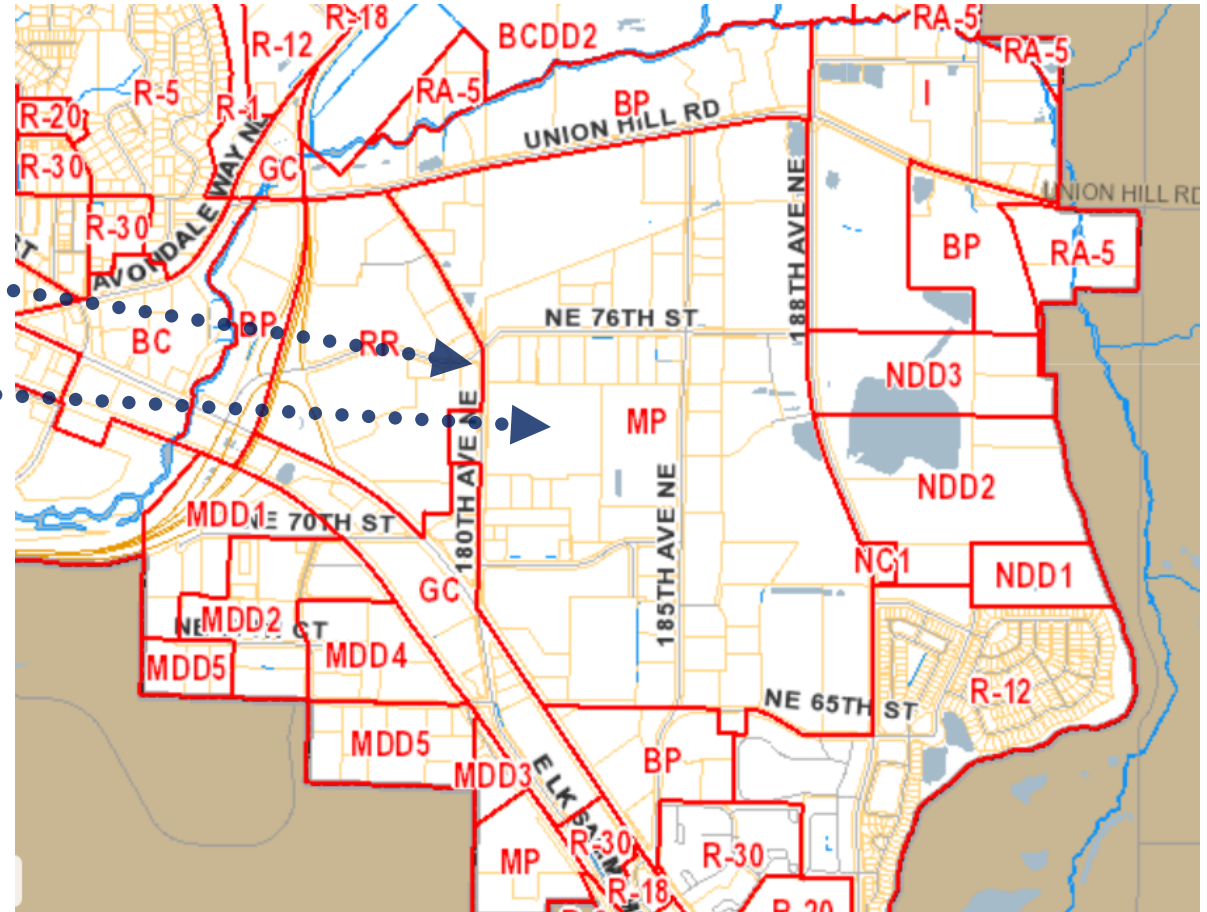 R-18
RA-5
R-12
BCDD2
RA-5
R-5
RA-5
I
R-20
R-1
BP
UNION HILL RD
R-30
GC
UNION HILL RD
R-30
AVONDALE WAY NE
188TH AVE NE
BP
RA-5
ST
BC
BP
RR
NE 76TH ST
NDD3
180TH AVE NE
MP
NDD2
MDD1
NE 70TH ST
185TH AVE NE
NC1
NDD1
GC
MDD2
NE
CT
MDD5
MDD4
NE 65TH ST
R-12
MDD5
MDD3
BP
R-30
R-30
MP
R-18
R-20